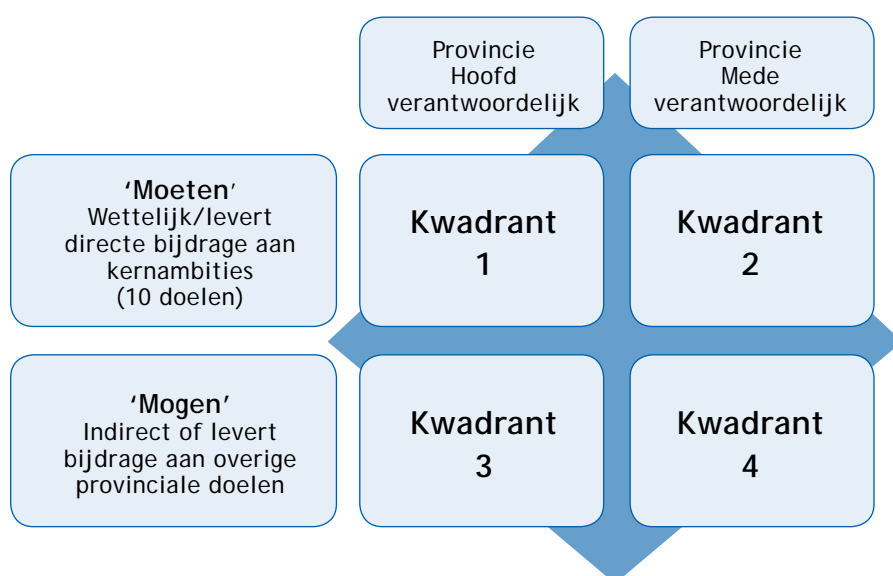 Provincie
Hoofd
verantwoordelijk
Provincie
Mede
verantwoordelijk
‘Moeten’
Wettelijk/levert
directe bijdrage aan
kernambities
(10 doelen)
Kwadrant
1
Kwadrant
2
‘Mogen’
Indirect of levert
bijdrage aan overige
provinciale doelen
Kwadrant
3
Kwadrant
4